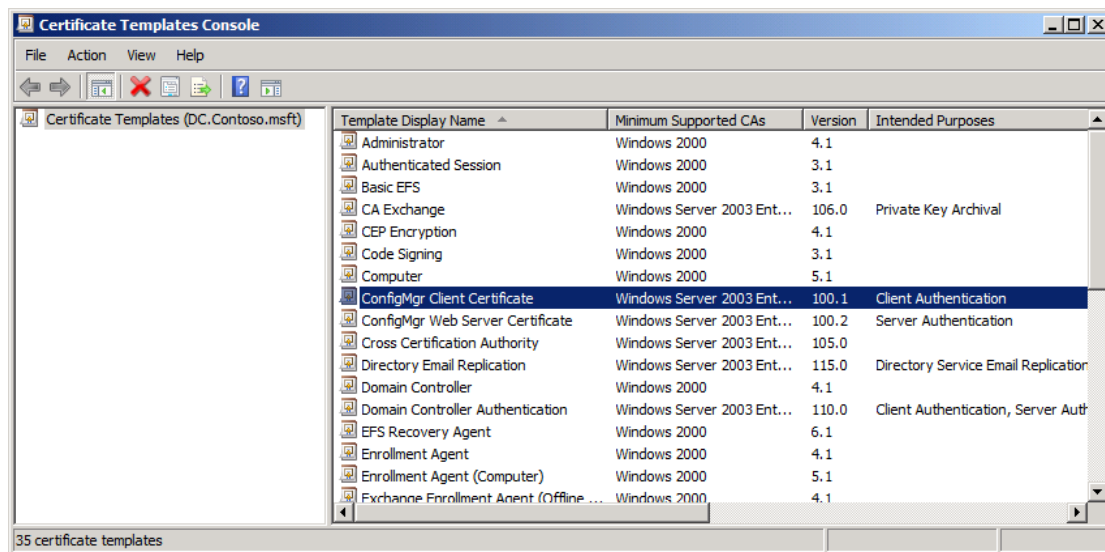 Certificate Templates Console
File Action View Help
Certificate Templates (DC.Contoso.msft)
Template Display Name Minimum Supported CAs Version Intended Purposes
Administrator Windows 2000 4.1
Authenticated Session Windows 2000 3.1
Basic EFS Windows 2000 3.1
CA Exchange Windows Server 2003 Ent... 106.0 Private Key Archival
CEP Encryption Windows 2000 4.1
Code Signing Windows 2000 3.1
Computer Windows 2000 5.1
ConfigMgr Client Certificate Windows Server 2003 Ent... 100.1 Client Authentication
ConfigMgr Web Server Certificate Windows Server 2003 Ent... 100.2 Server Authentication
Cross Certification Authority Windows Server 2003 Ent... 105.0
Directory Email Replication Windows Server 2003 Ent... 115.0 Directory Service Email Replication
Domain Controller Windows 2000 4.1
Domain Controller Authentication Windows Server 2003 Ent... 110.0 Client Authentication, Server Auth
EFS Recovery Agent Windows 2000 6.1
Enrollment Agent Windows 2000 4.1
Enrollment Agent (Computer) Windows 2000 5.1
Exchange Enrollment Agent (Offline ... Windows 2000 4.1
35 certificate templates